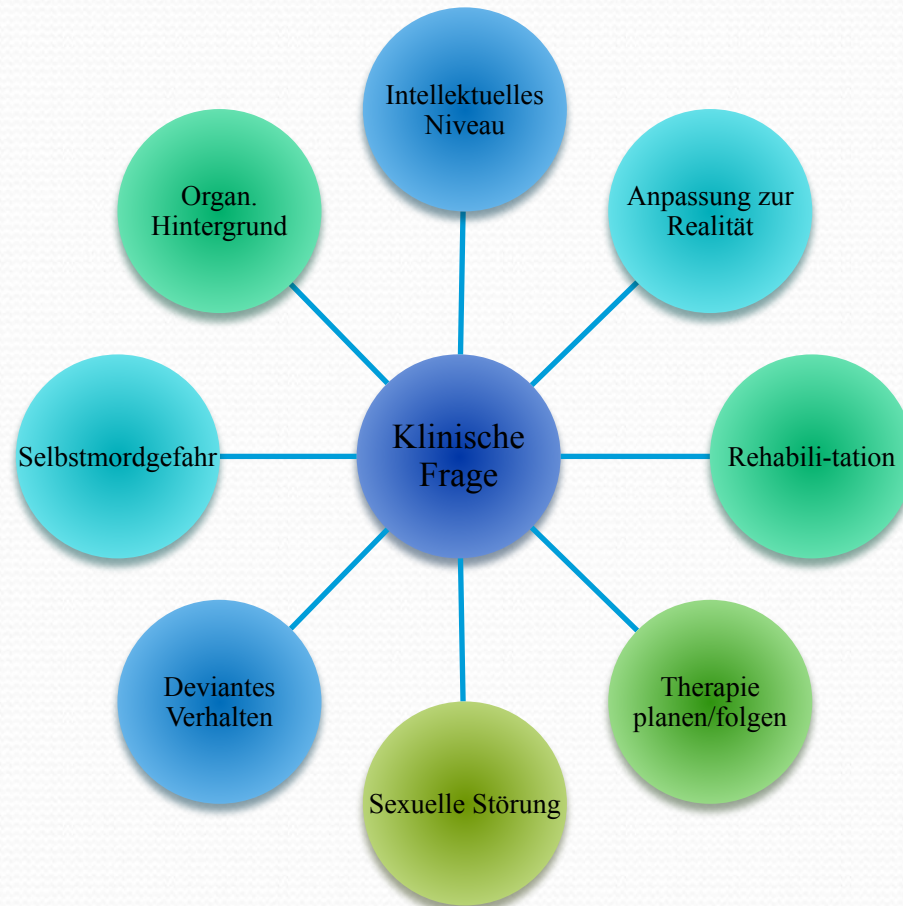 Intellektuelles
Niveau
Organ.
Hintergrund
Anpassung zur
Realität
Selbstmordgefahr
Klinische
Frage
Rehabili-tation
Deviantes
Verhalten
Therapie
planen/folgen
Sexuelle Störung